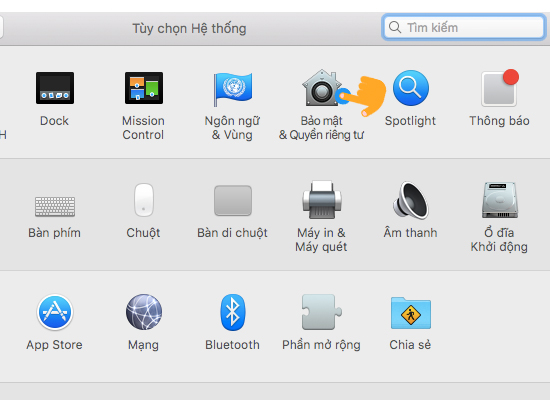 Tùy chọn Hệ thống
Tìm kiếm
H
Dock
Mission
Control
Ngôn ngữ
& Vùng
Bảo mật
& Quyền riêng tư
Spotlight
Thông báo
Bàn phím
Chuột
Bàn di chuột
Máy in &
Máy quét
Âm thanh
Ổ đĩa
Khởi động
App Store
Mạng
Bluetooth
Phần mở rộng
Chia sẻ